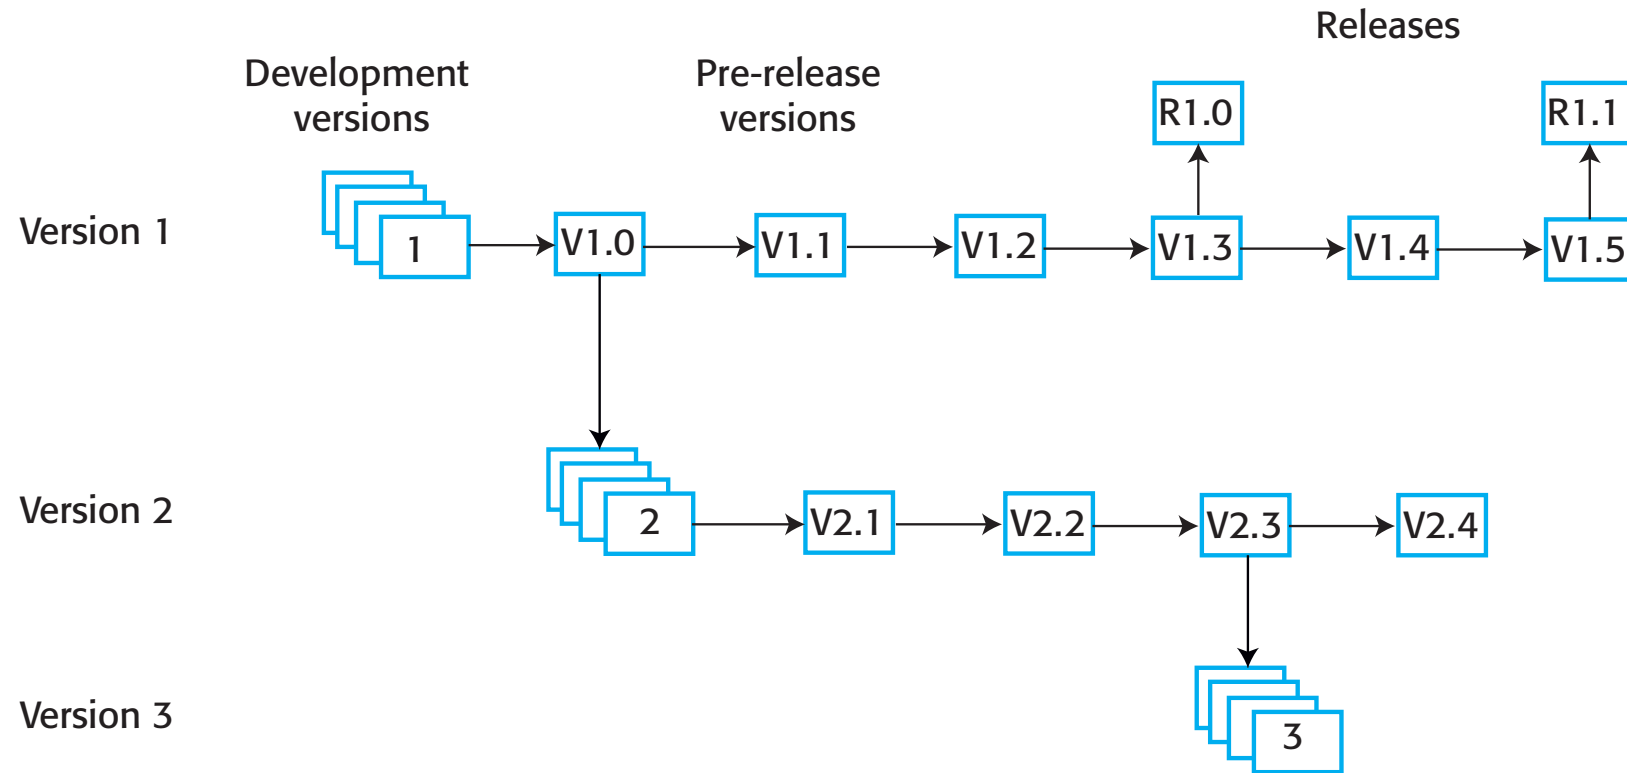 Releases
Development
versions
Pre-release
versions
R1.0
R1.1
Version 1
1
V1.0
V1.1
V1.2
V1.3
V1.4
V1.5
Version 2
2
V2.1
V2.2
V2.3
V2.4
Version 3
3